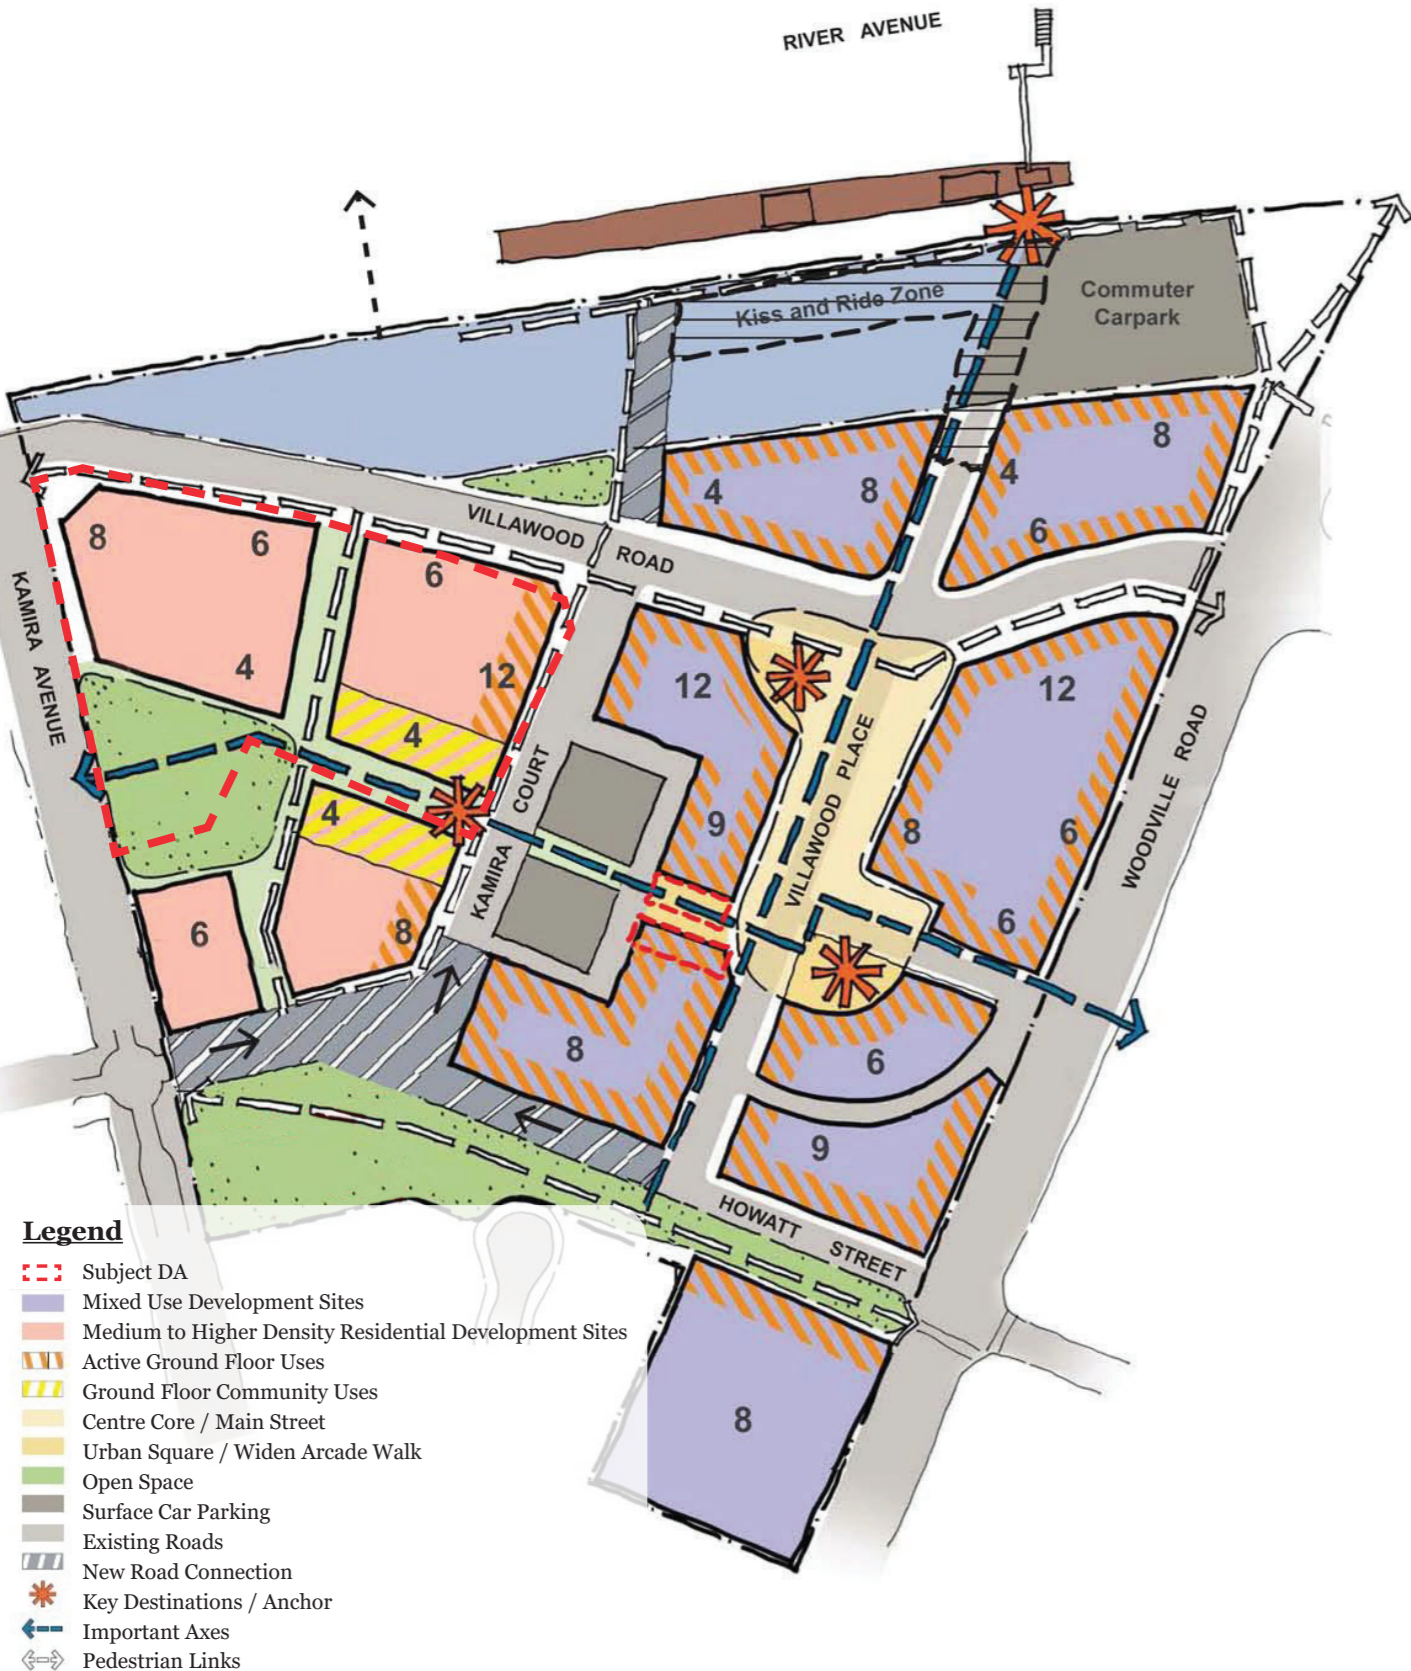 RIVER AVENUE
Kiss and Ride Zone
Commuter
Carpark
8
4
8
4
6
VILLAWOOD ROAD
8
6
6
4
12
4
KAMIRA AVENUE
12
9
VILLAWOOD PLACE
12
8
6
6
WOODVILLE ROAD
KAMIRA COURT
4
6
8
8
6
9
HOWATT STREET
8
Legend
Subject DA
Mixed Use Development Sites
Medium to Higher Density Residential Development Sites
Active Ground Floor Uses
Ground Floor Community Uses
Centre Core / Main Street
Urban Square / Widen Arcade Walk
Open Space
Surface Car Parking
Existing Roads
New Road Connection
Key Destinations / Anchor
Important Axes
Pedestrian Links